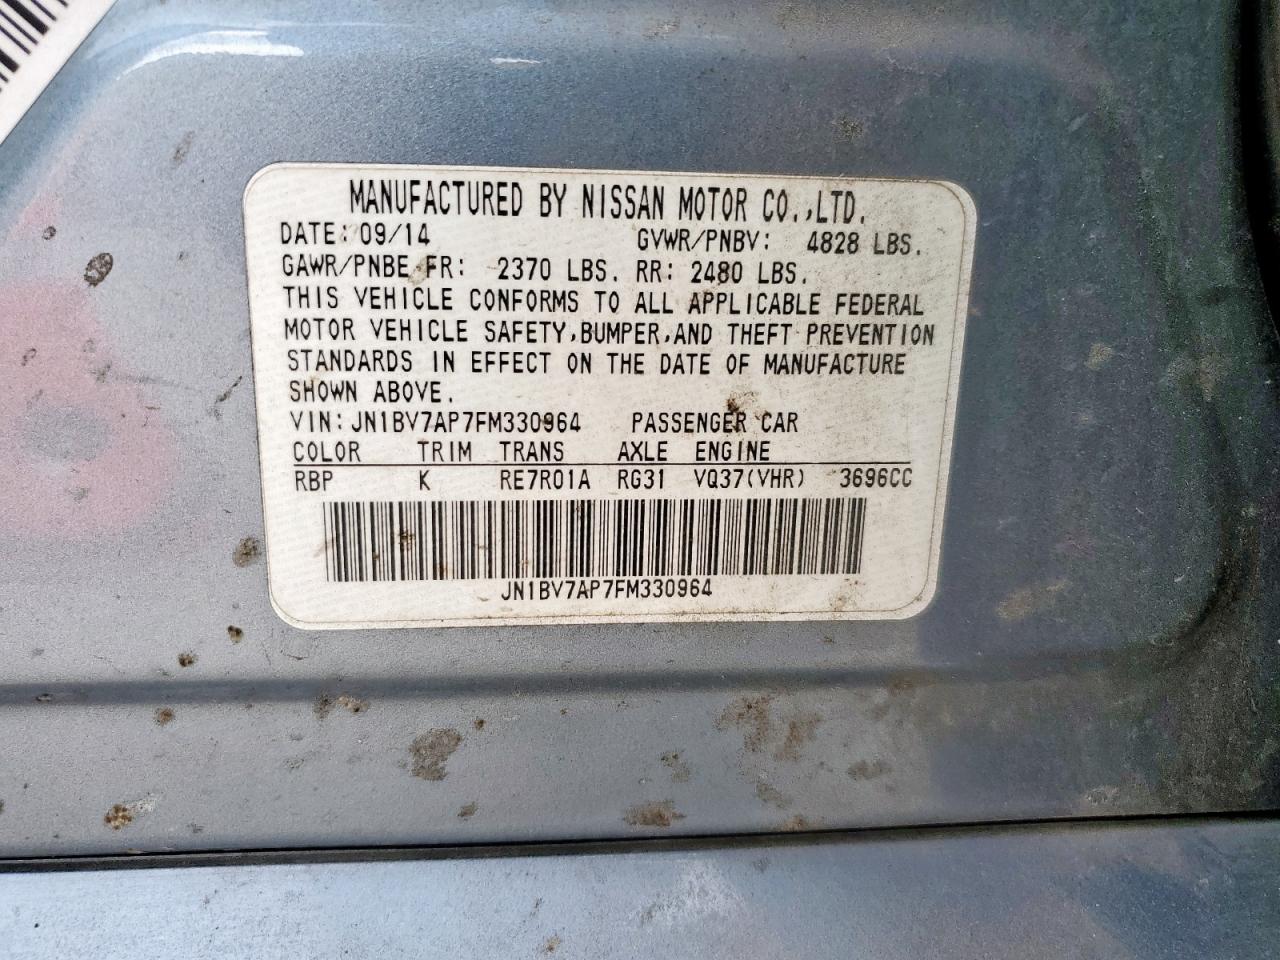 MANUFACTURED BY NISSAN MOTOR CO.,LTD.
DATE: 09/14 GVWR/PNBV: 4828 LBS.
GAWR/PNBE FR: 2370 LBS. RR: 2480 LBS.
THIS VEHICLE CONFORMS TO ALL APPLICABLE FEDERAL
MOTOR VEHICLE SAFETY,BUMPER,AND THEFT PREVENTION
STANDARDS IN EFFECT ON THE DATE OF MANUFACTURE
SHOWN ABOVE.
VIN: JN1BV7AP7FM330964 PASSENGER CAR
COLOR TRIM TRANS AXLE ENGINE
RBP K RE7R01A RG31 VQ37(VHR) 3696CC
JN1BV7AP7FM330964